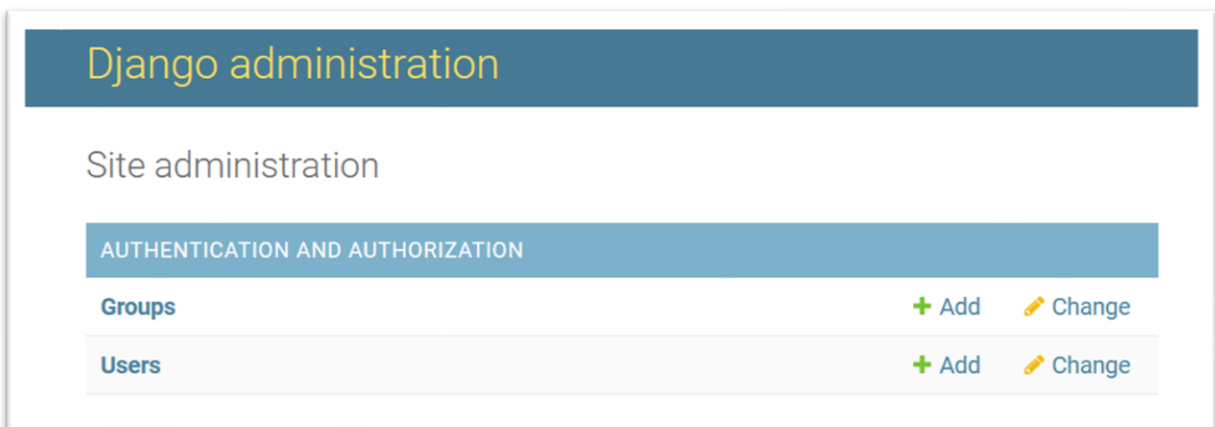 Django administration
Site administration
AUTHENTICATION AND AUTHORIZATION
Groups Add Change
Users Add Change